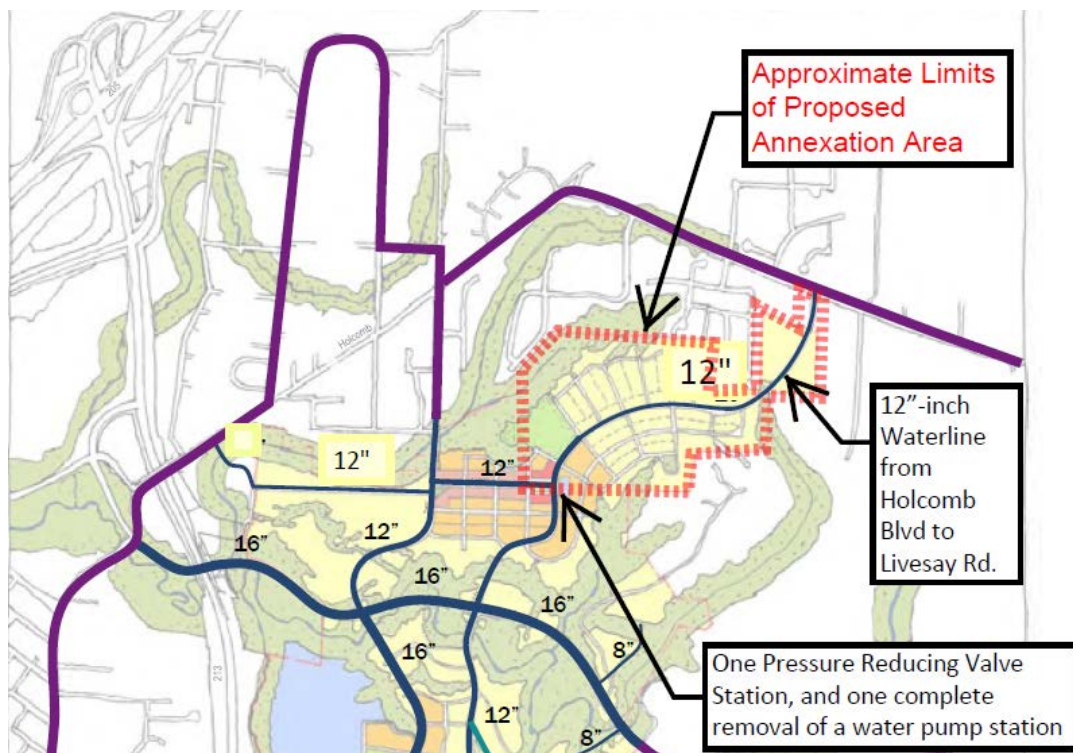 Approximate Limits
of Proposed
Annexation Area
205
Holcomb
12"
12"
12"
12”-inch
Waterline
from
Holcomb
Blvd to
Livesay Rd.
16”
12”
16”
16”
16”
8”
213
12”
8”
One Pressure Reducing Valve
Station, and one complete
removal of a water pump station